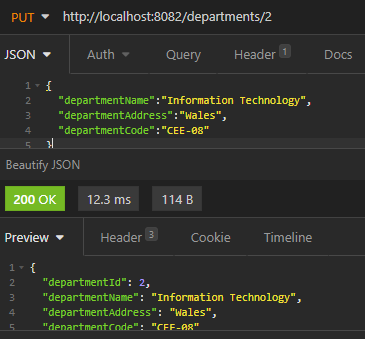 PUT http://localhost:8082/departments/2
JSON Auth Query Header 1 Docs
1 {
2 "departmentName":"Information Technology",
3 "departmentAddress":"Wales",
4 "departmentCode":"CEE-08"
5 }
Beautify JSON
200 OK 12.3 ms 114 B
Preview Header 3 Cookie Timeline
1 {
2 "departmentId": 2,
3 "departmentName": "Information Technology",
4 "departmentAddress": "Wales",
5 "departmentCode": "CEE-08"